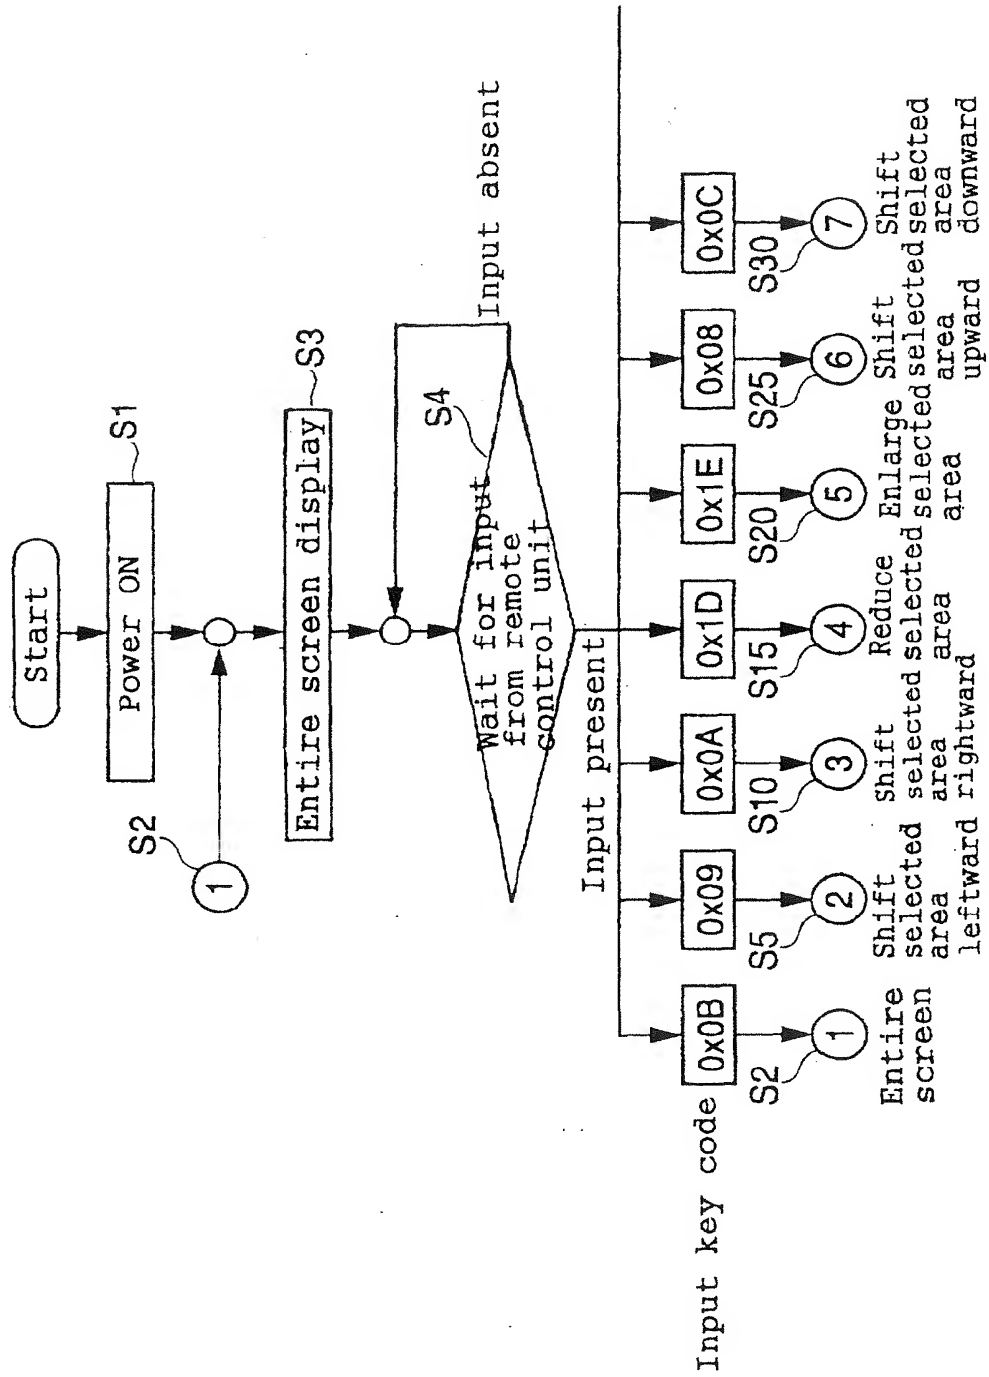 Start
Power ON
S1
S2
1
Entire screen display
S3
Wait for input
from remote
control unit
S4
Input absent
Input present
Input key code
0x0B
0x09
0x0A
0x1D
0x1E
0x08
0x0C
S2
S5
S10
S15
S20
S25
S30
1
2
3
4
5
6
7
Entire
screen
Shift
selected
area
leftward
Shift
selected
area
rightward
Reduce
selected
area
Enlarge
selected
area
Shift
selected
area
upward
Shift
selected
area
downward